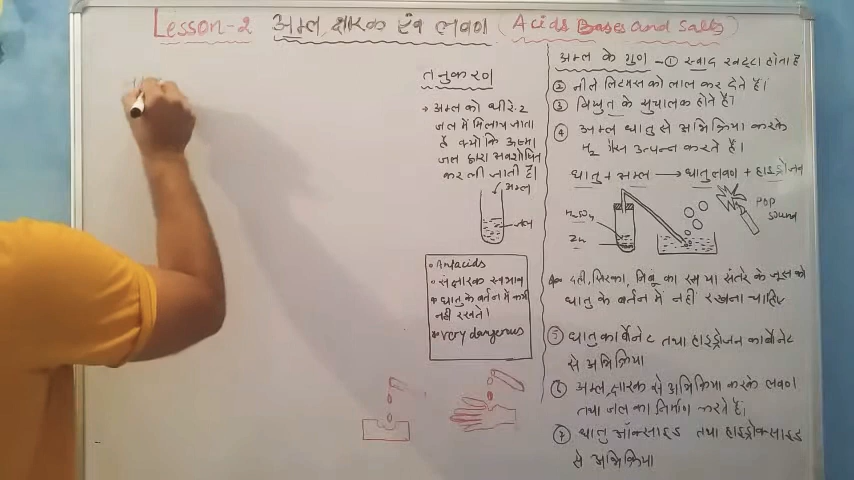 Lesson-2 अम्ल, क्षारक एंव लवण (Acids Bases and Salts)
तनुकरण
→ अम्ल को धीरे-2
जल में मिलाया जाता
है क्योंकि ऊष्मा
जल द्वारा अवशोषित
कर ली जाती है।
अम्ल
जल
• Antacids
• संक्षारक स्वभाव
• धातु के बर्तन में कभी
नहीं रखते।
• very dangerous
अम्ल के गुण - ① स्वाद खट्टा होता है
② नीले लिटमस को लाल कर देते हैं।
③ विद्युत के सुचालक होते हैं।
④ अम्ल धातु से अभिक्रिया करके
H₂ गैस उत्पन्न करते हैं।
धातु + अम्ल → धातु लवण + हाइड्रोजन
H₂SO₄
Zn
POP
sound
दही, सिरका, निंबू का रस या संतरे के जूस को
धातु के बर्तन में नहीं रखना चाहिए
⑤ धातु कार्बोनेट तथा हाइड्रोजन कार्बोनेट
से अभिक्रिया
⑥ अम्ल, क्षारक से अभिक्रिया करके लवण
तथा जल का निर्माण करते हैं।
⑦ धातु ऑक्साइड तथा हाइड्रोक्साइड
से अभिक्रिया